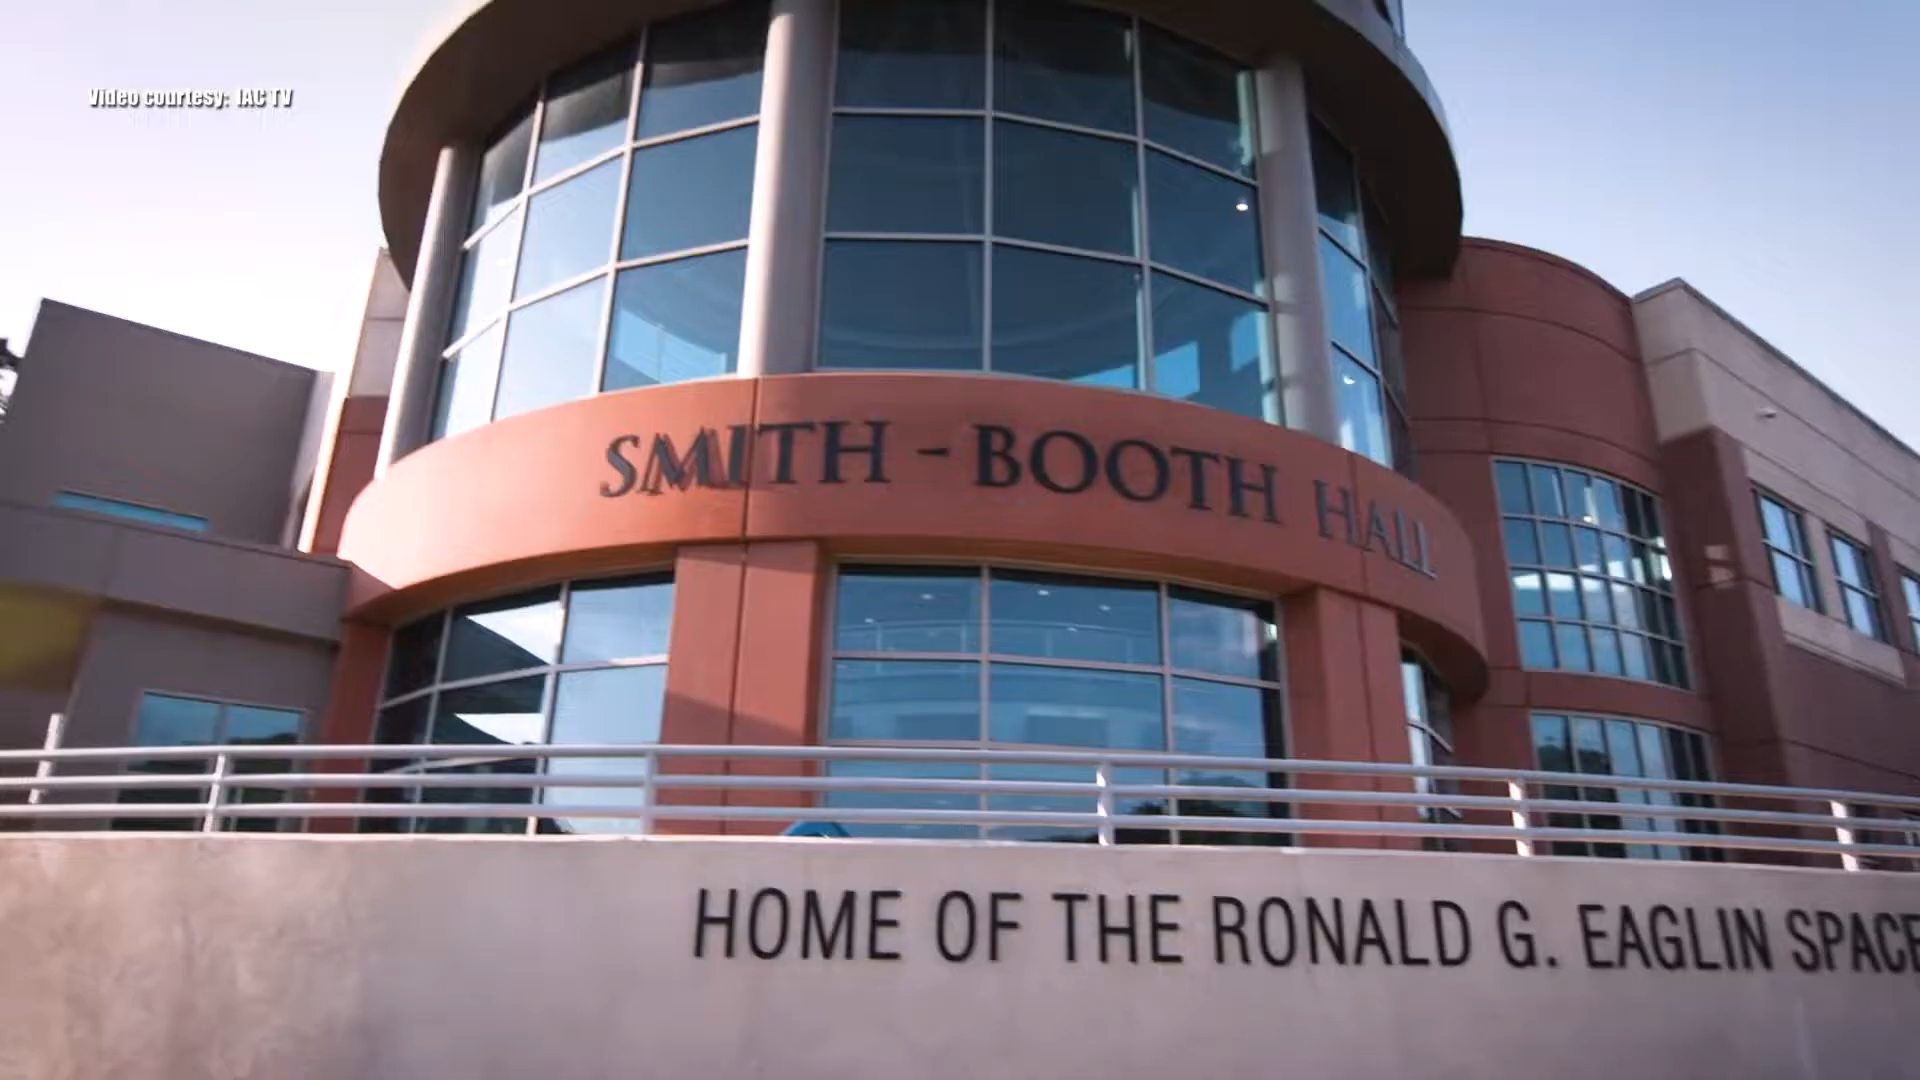 Video courtesy: IAC TV
SMITH - BOOTH HALL
HOME OF THE RONALD G. EAGLIN SPACE